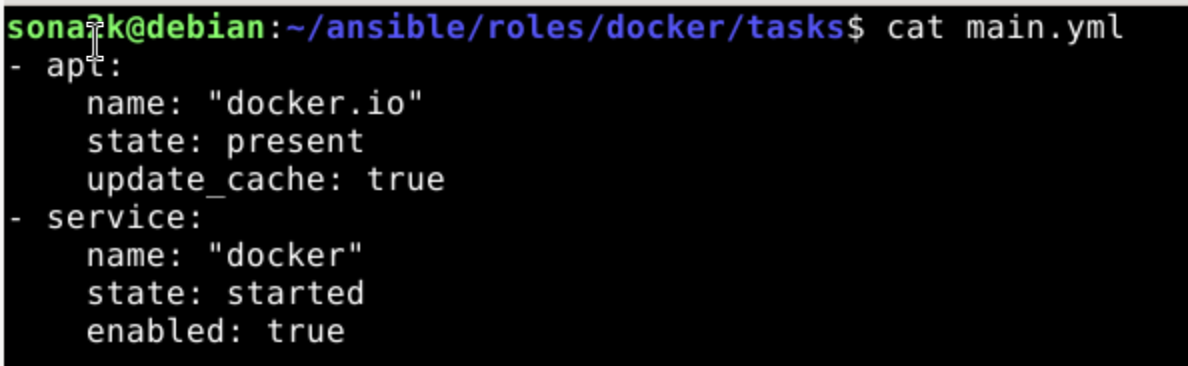 sona2k@debian:~/ansible/roles/docker/tasks$ cat main.yml
- apt:
    name: "docker.io"
    state: present
    update_cache: true
- service:
    name: "docker"
    state: started
    enabled: true